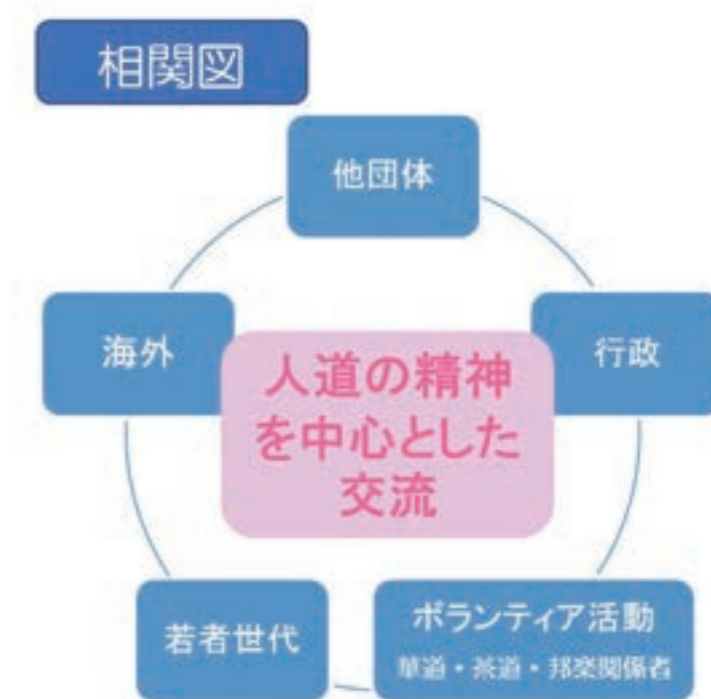 相関図
他団体
海外
行政
人道の精神
を中心とした
交流
若者世代
ボランティア活動
華道・茶道・邦楽関係者